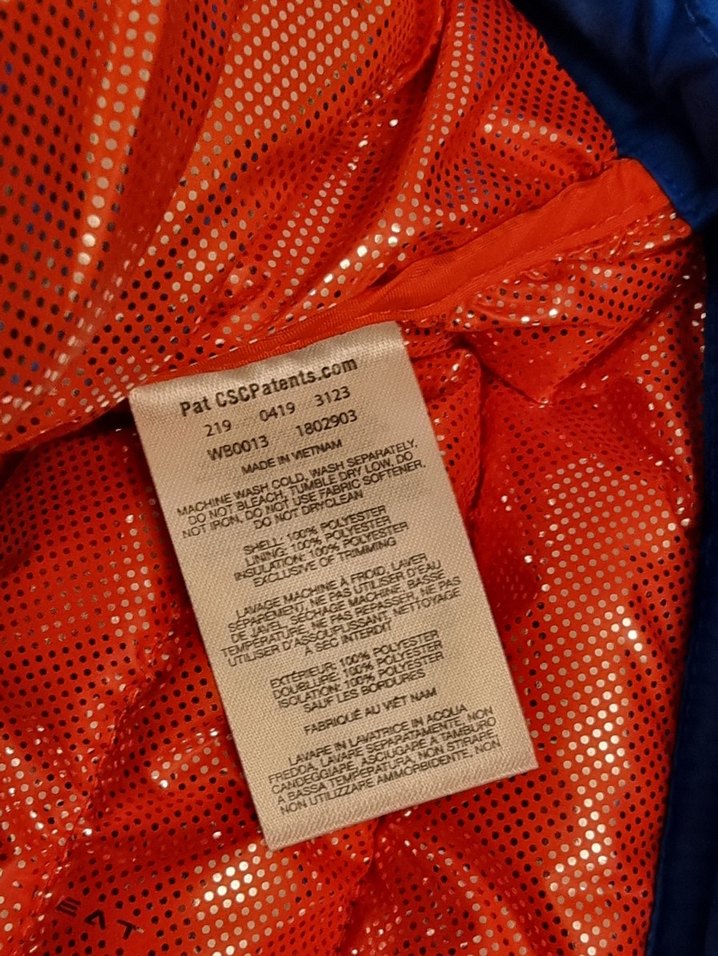 Pat CSCPatents.com
219 0419 3123
WB0013 1802903
MADE IN VIETNAM
MACHINE WASH COLD, WASH SEPARATELY,
DO NOT BLEACH, TUMBLE DRY LOW, DO
NOT IRON, DO NOT USE FABRIC SOFTENER,
DO NOT DRYCLEAN
SHELL: 100% POLYESTER
LINING: 100% POLYESTER
INSULATION: 100% POLYESTER
EXCLUSIVE OF TRIMMING
LAVAGE MACHINE À FROID, LAVER
SÉPARÉMENT, NE PAS UTILISER D'EAU
DE JAVEL, SÉCHAGE MACHINE, BASSE
TEMPÉRATURE, NE PAS REPASSER, NE PAS
UTILISER D'ASSOUPLISSANT, NETTOYAGE
À SEC INTERDIT
EXTÉRIEUR: 100% POLYESTER
DOUBLURE: 100% POLYESTER
ISOLATION: 100% POLYESTER
SAUF LES BORDURES
FABRIQUÉ AU VIÊT NAM
LAVARE IN LAVATRICE IN ACQUA
FREDDA, LAVARE SEPARATAMENTE, NON
CANDEGGIARE, ASCIUGARE A TAMBURO
A BASSA TEMPERATURA, NON STIRARE,
NON UTILIZZARE AMMORBIDENTE, NON
EAT